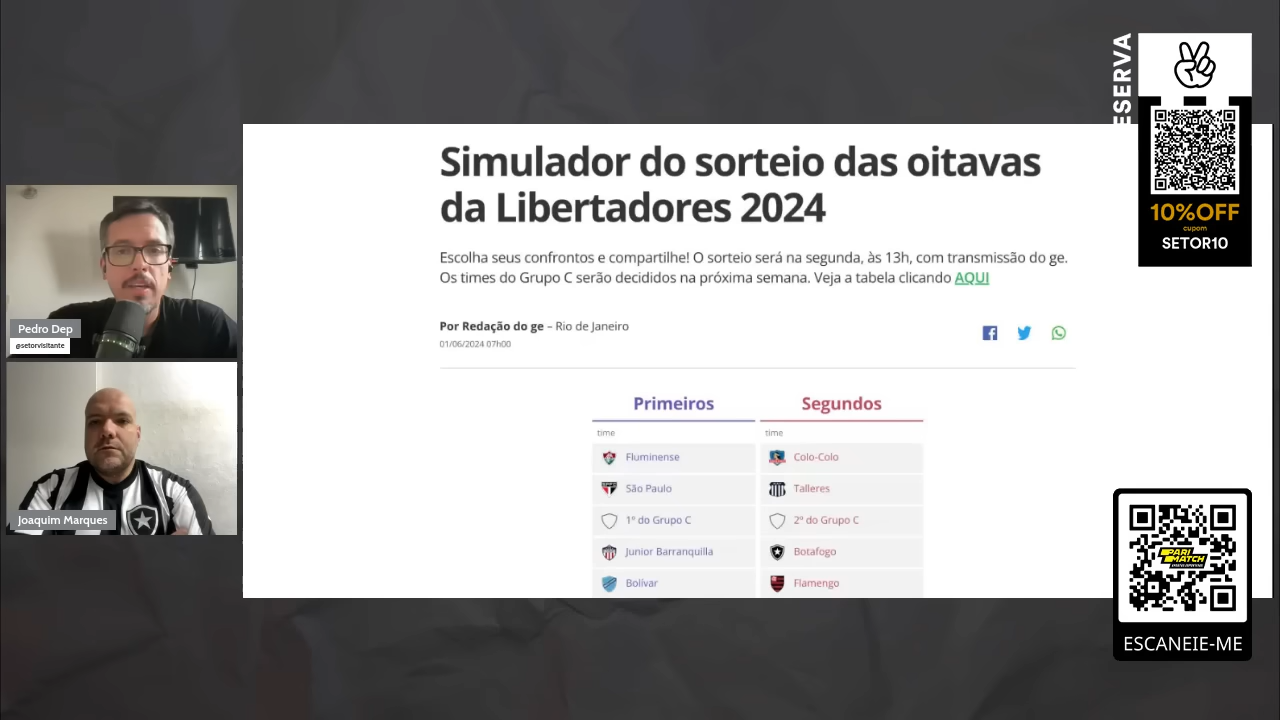 ESERVA
10%OFF
cupom
SETOR10
Simulador do sorteio das oitavas
da Libertadores 2024
Escolha seus confrontos e compartilhe! O sorteio será na segunda, às 13h, com transmissão do ge.
Os times do Grupo C serão decididos na próxima semana. Veja a tabela clicando AQUI
Por Redação do ge – Rio de Janeiro
01/06/2024 07h00
Primeiros Segundos
time time
Fluminense Colo-Colo
São Paulo Talleres
1º do Grupo C 2º do Grupo C
Junior Barranquilla Botafogo
Bolívar Flamengo
Pedro Dep
@setorvisitante
Joaquim Marques
PARI
MATCH
ESCANEIE-ME